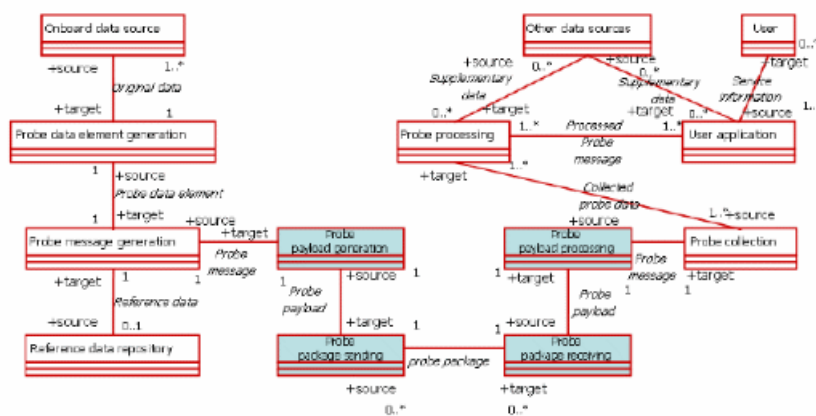 Onboard data source
Other data sources
User
+source
1..*
Original data
+target
1
+source
0..*
Supplementary
data
+target
0..*
0..*
Supplementary
data
+target
0..*
0..*
+target
Service
information
+source
1..*
Probe data element generation
Probe processing
1..*
Processed
Probe
message
1..*
User application
1
+source
Probe data element
1
+target
+target
1..*
Collected
probe data
1..*
+source
Probe message generation
+source
1
Probe
message
+target
1
Probe
payload generation
Probe
payload processing
+source
1
Probe
message
+target
1
Probe collection
+target
1
Reference data
+source
0..1
+source
1
Probe
payload
+target
1
+target
1
Probe
payload
+source
1
Reference data repository
Probe
package sending
probe package
Probe
package receiving
+source
0..*
+target
0..*